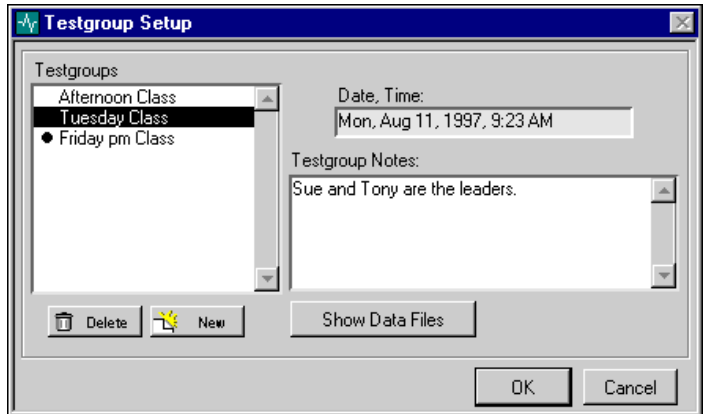 Testgroup Setup
Testgroups
Afternoon Class
Tuesday Class
Friday pm Class
Date, Time:
Mon, Aug 11, 1997, 9:23 AM
Testgroup Notes:
Sue and Tony are the leaders.
Delete
New
Show Data Files
OK
Cancel